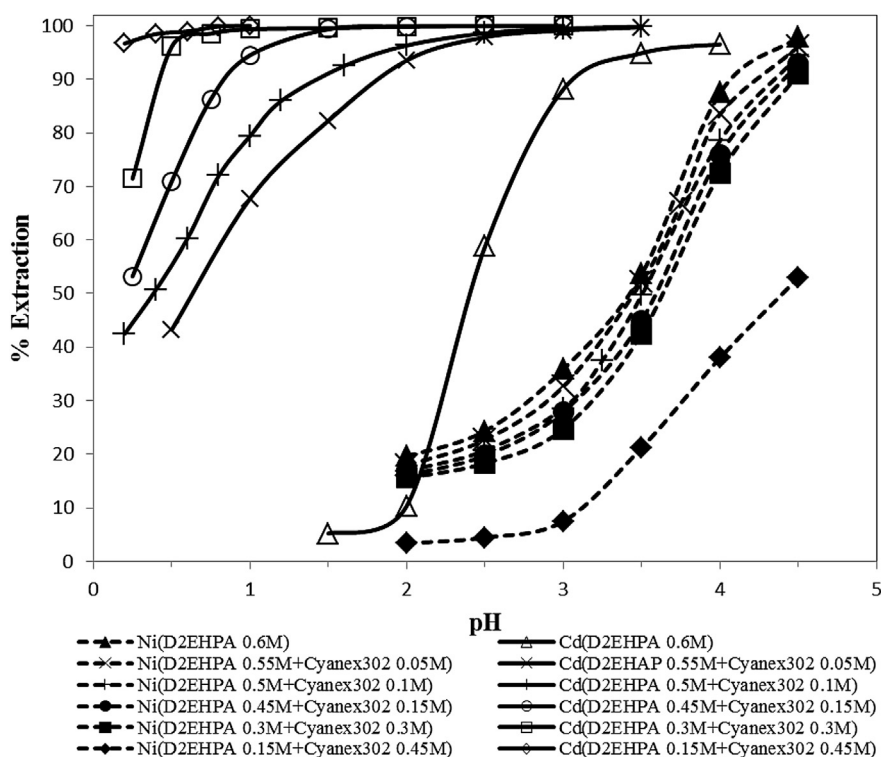 100
90
80
70
60
50
40
30
20
10
0
% Extraction
0 1 2 3 4 5
pH
Ni(D2EHPA 0.6M)
Ni(D2EHPA 0.55M+Cyanex302 0.05M)
Ni(D2EHPA 0.5M+Cyanex302 0.1M)
Ni(D2EHPA 0.45M+Cyanex302 0.15M)
Ni(D2EHPA 0.3M+Cyanex302 0.3M)
Ni(D2EHPA 0.15M+Cyanex302 0.45M)
Cd(D2EHPA 0.6M)
Cd(D2EHAP 0.55M+Cyanex302 0.05M)
Cd(D2EHPA 0.5M+Cyanex302 0.1M)
Cd(D2EHPA 0.45M+Cyanex302 0.15M)
Cd(D2EHPA 0.3M+Cyanex302 0.3M)
Cd(D2EHPA 0.15M+Cyanex302 0.45M)